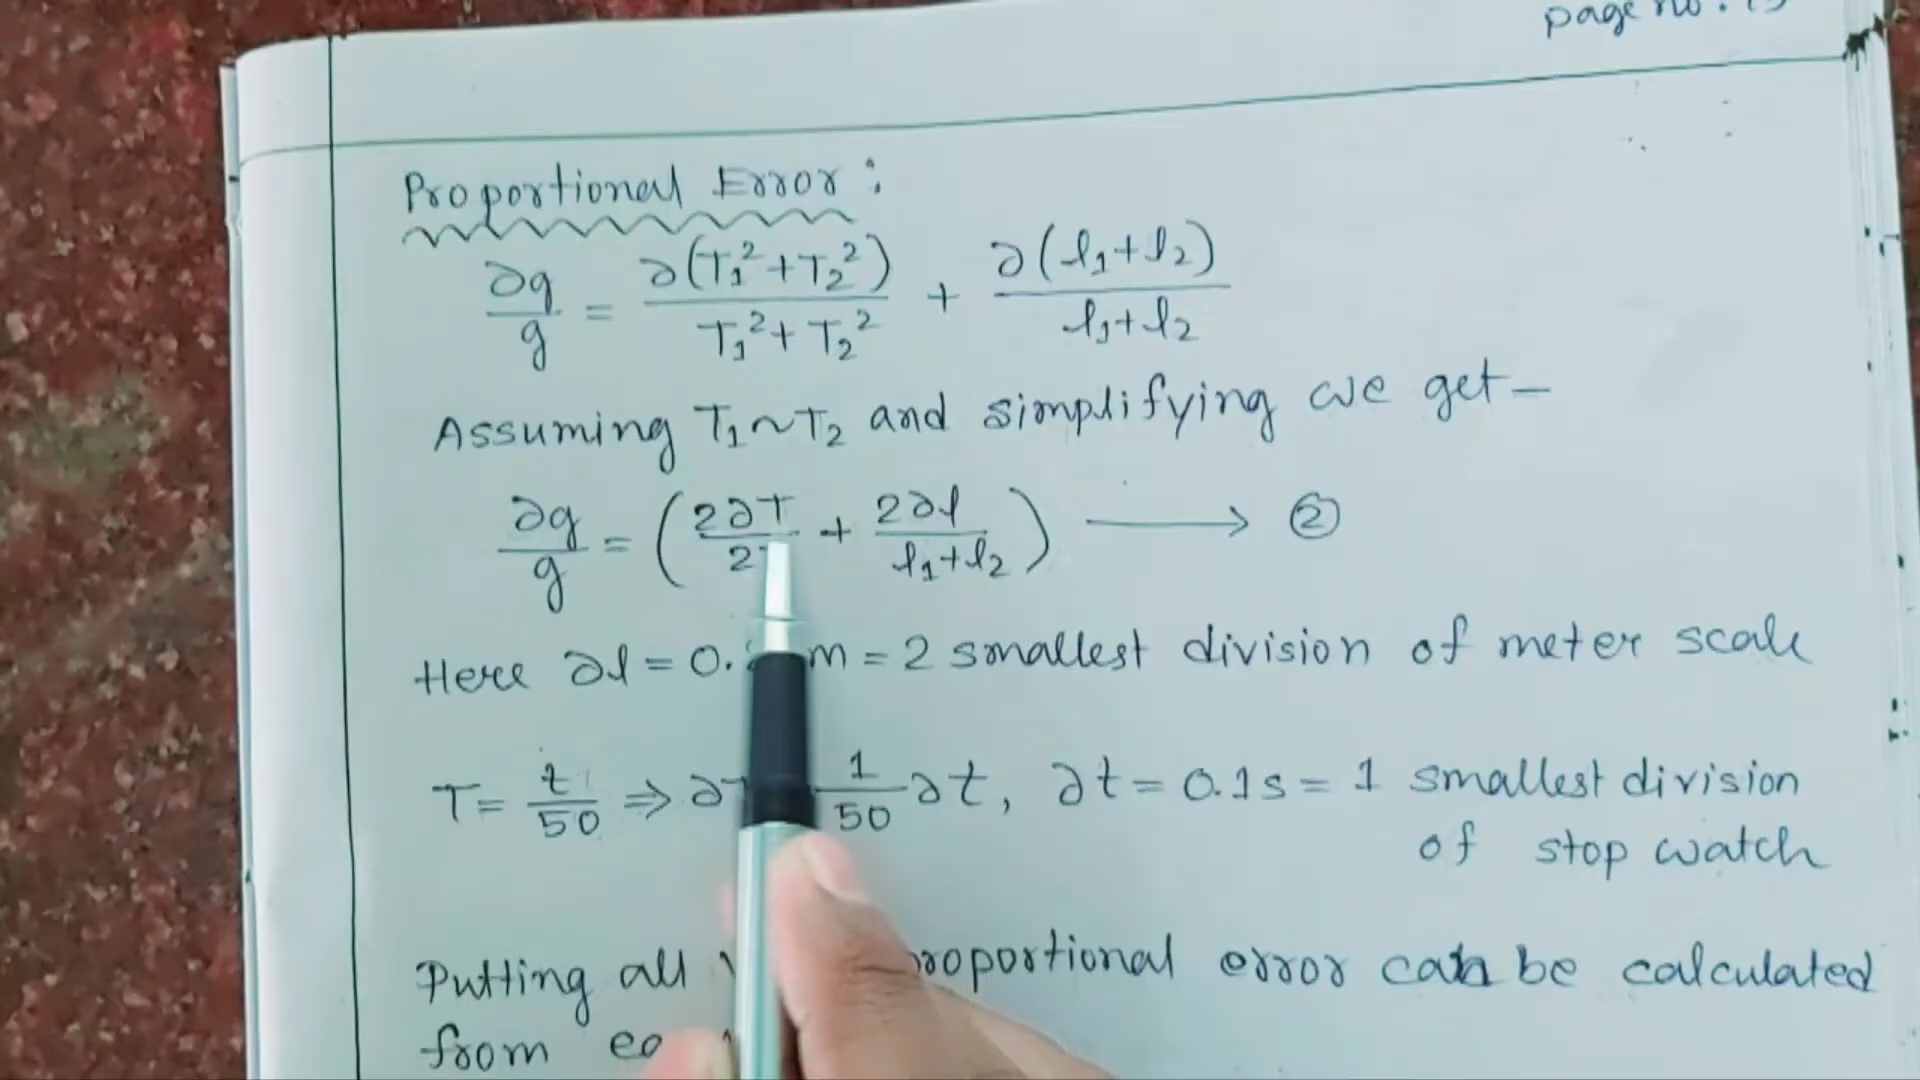 page no.
Proportional Error :
∂g/g = ∂(T₁²+T₂²)/(T₁²+T₂²) + ∂(l₁+l₂)/(l₁+l₂)
Assuming T₁~T₂ and simplifying we get-
∂g/g = (2∂T/2 + 2∂l/(l₁+l₂)) ⟶ ②
Here ∂l = 0. m = 2 smallest division of meter scale
T = t/50 ⇒ ∂ 1/50 ∂t, ∂t = 0.1s = 1 smallest division
of stop watch
Putting all proportional error can be calculated
from